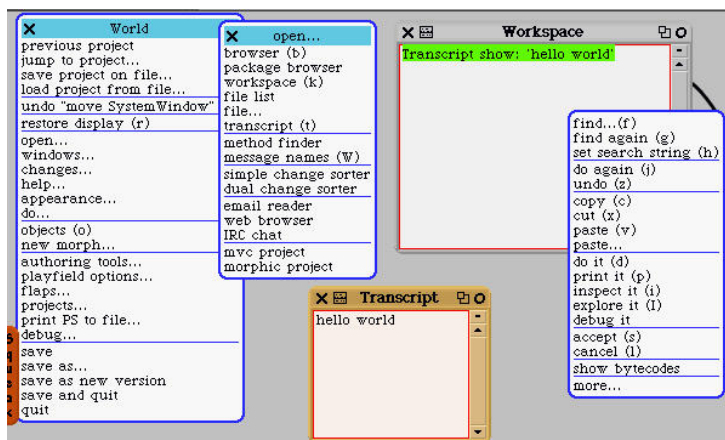 World
previous project
jump to project...
save project on file...
load project from file...
undo "move SystemWindow"
restore display (r)
open...
windows...
changes...
help...
appearance...
do...
objects (o)
new morph...
authoring tools...
playfield options...
flaps...
projects...
print PS to file...
debug...
save
save as...
save as new version
save and quit
quit
open...
browser (b)
package browser
workspace (k)
file list
file...
transcript (t)
method finder
message names (W)
simple change sorter
dual change sorter
email reader
web browser
IRC chat
mvc project
morphic project
Workspace
Transcript show: 'hello world'
find...(f)
find again (g)
set search string (h)
do again (j)
undo (z)
copy (c)
cut (x)
paste (v)
paste...
do it (d)
print it (p)
inspect it (i)
explore it (I)
debug it
accept (s)
cancel (l)
show bytecodes
more...
Transcript
hello world